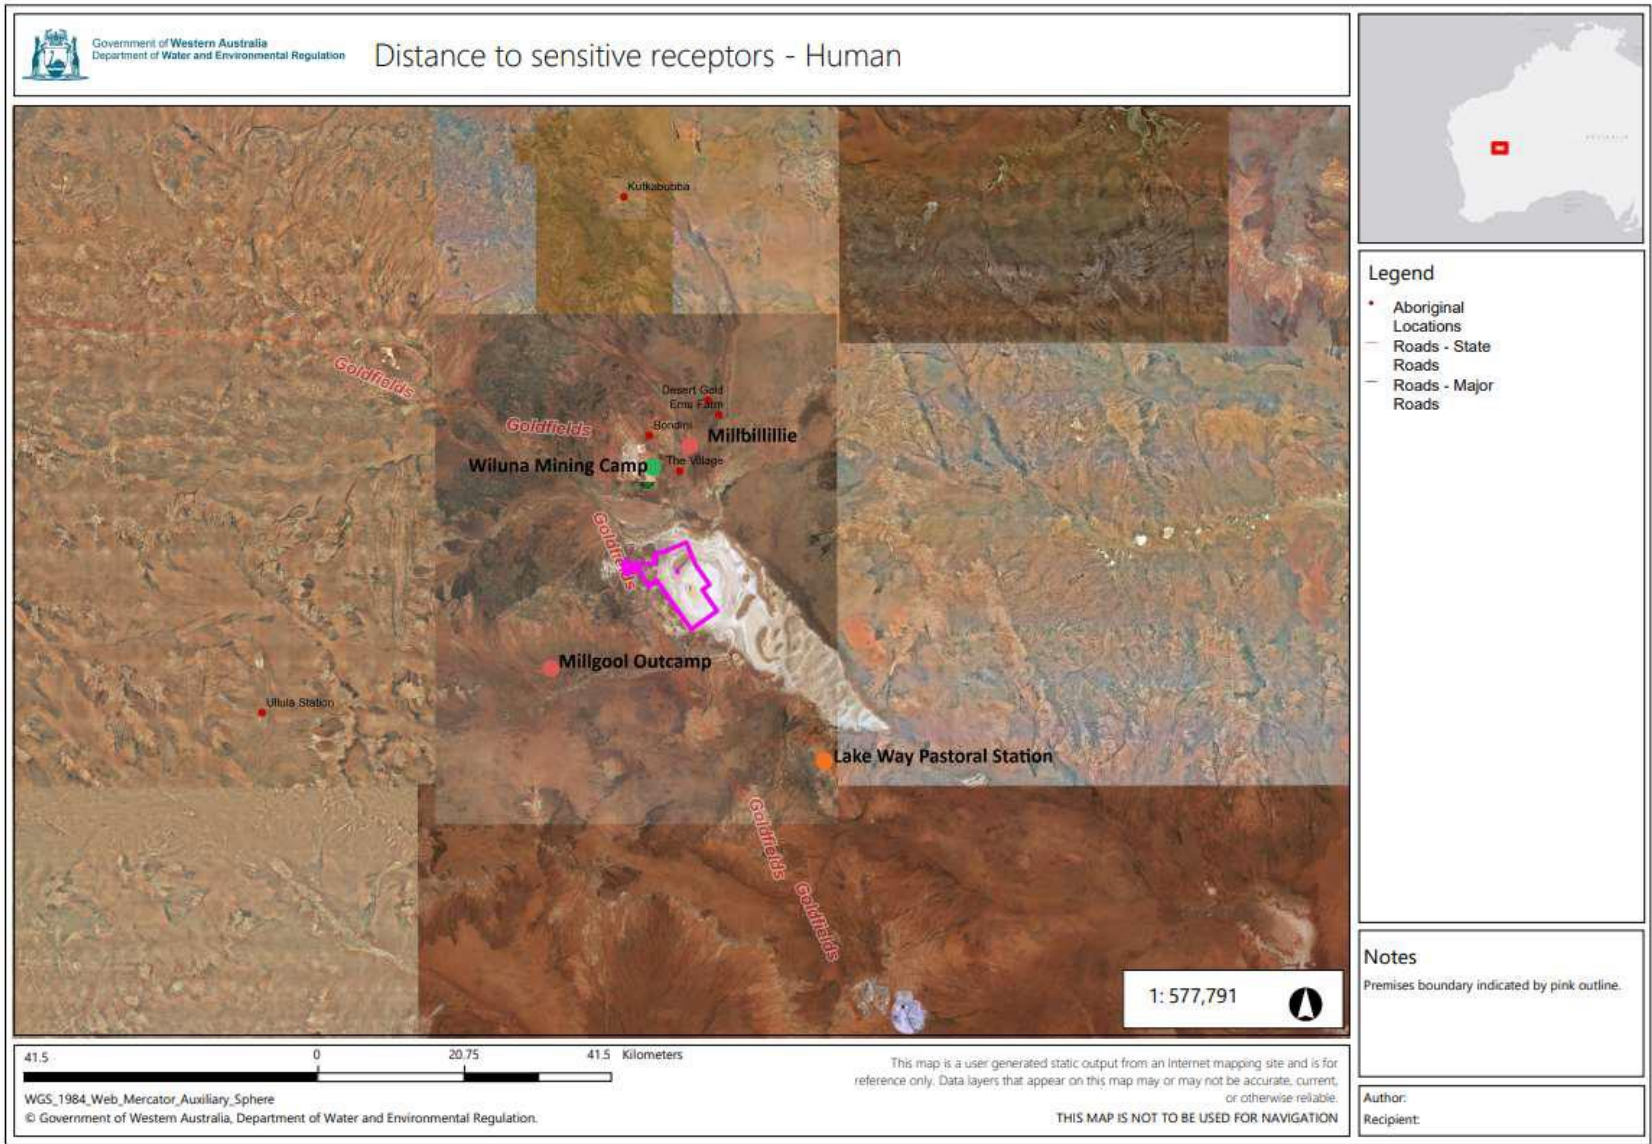 Government of Western Australia
Department of Water and Environmental Regulation
Distance to sensitive receptors - Human
Kutkabubba
Goldfields
Desert Gold
Emu Farm
Goldfields
Bondini
Millbillillie
Wiluna Mining Camp
The Village
Goldfields
Millgool Outcamp
Ullula Station
Lake Way Pastoral Station
Goldfields
Goldfields
1: 577,791
AUSTRALIA
Legend
Aboriginal
Locations
Roads - State
Roads
Roads - Major
Roads
Notes
Premises boundary indicated by pink outline.
Author:
Recipient:
41.5
0
20.75
41.5 Kilometers
WGS_1984_Web_Mercator_Auxiliary_Sphere
© Government of Western Australia, Department of Water and Environmental Regulation.
This map is a user generated static output from an Internet mapping site and is for
reference only. Data layers that appear on this map may or may not be accurate, current,
or otherwise reliable.
THIS MAP IS NOT TO BE USED FOR NAVIGATION